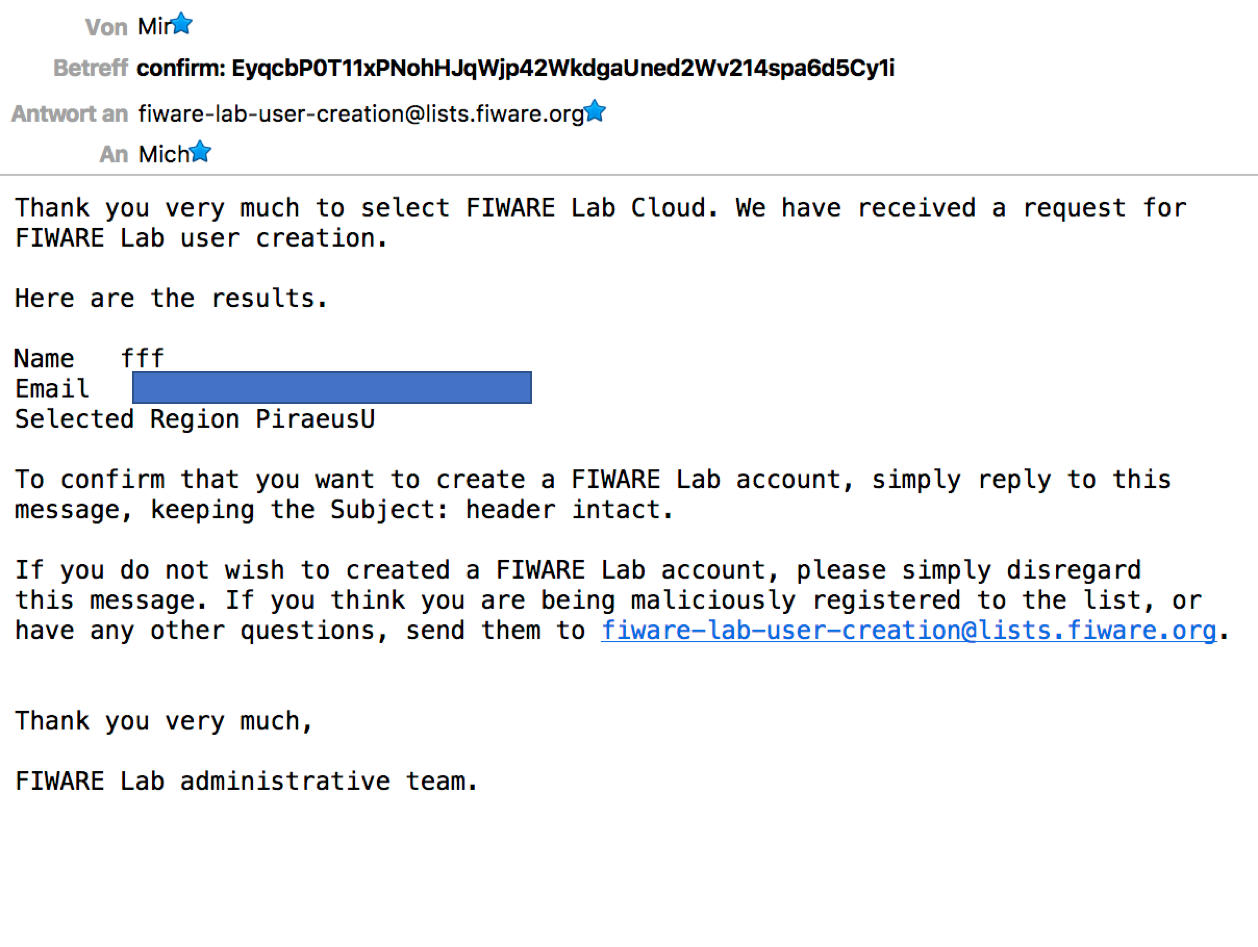 Von Mir
Betreff confirm: EyqcbP0T11xPNohHJqWjp42WkdgaUned2Wv214spa6d5Cy1i
Antwort an fiware-lab-user-creation@lists.fiware.org
An Mich
Thank you very much to select FIWARE Lab Cloud. We have received a request for
FIWARE Lab user creation.
Here are the results.
Name fff
Email
Selected Region PiraeusU
To confirm that you want to create a FIWARE Lab account, simply reply to this
message, keeping the Subject: header intact.
If you do not wish to created a FIWARE Lab account, please simply disregard
this message. If you think you are being maliciously registered to the list, or
have any other questions, send them to fiware-lab-user-creation@lists.fiware.org.
Thank you very much,
FIWARE Lab administrative team.